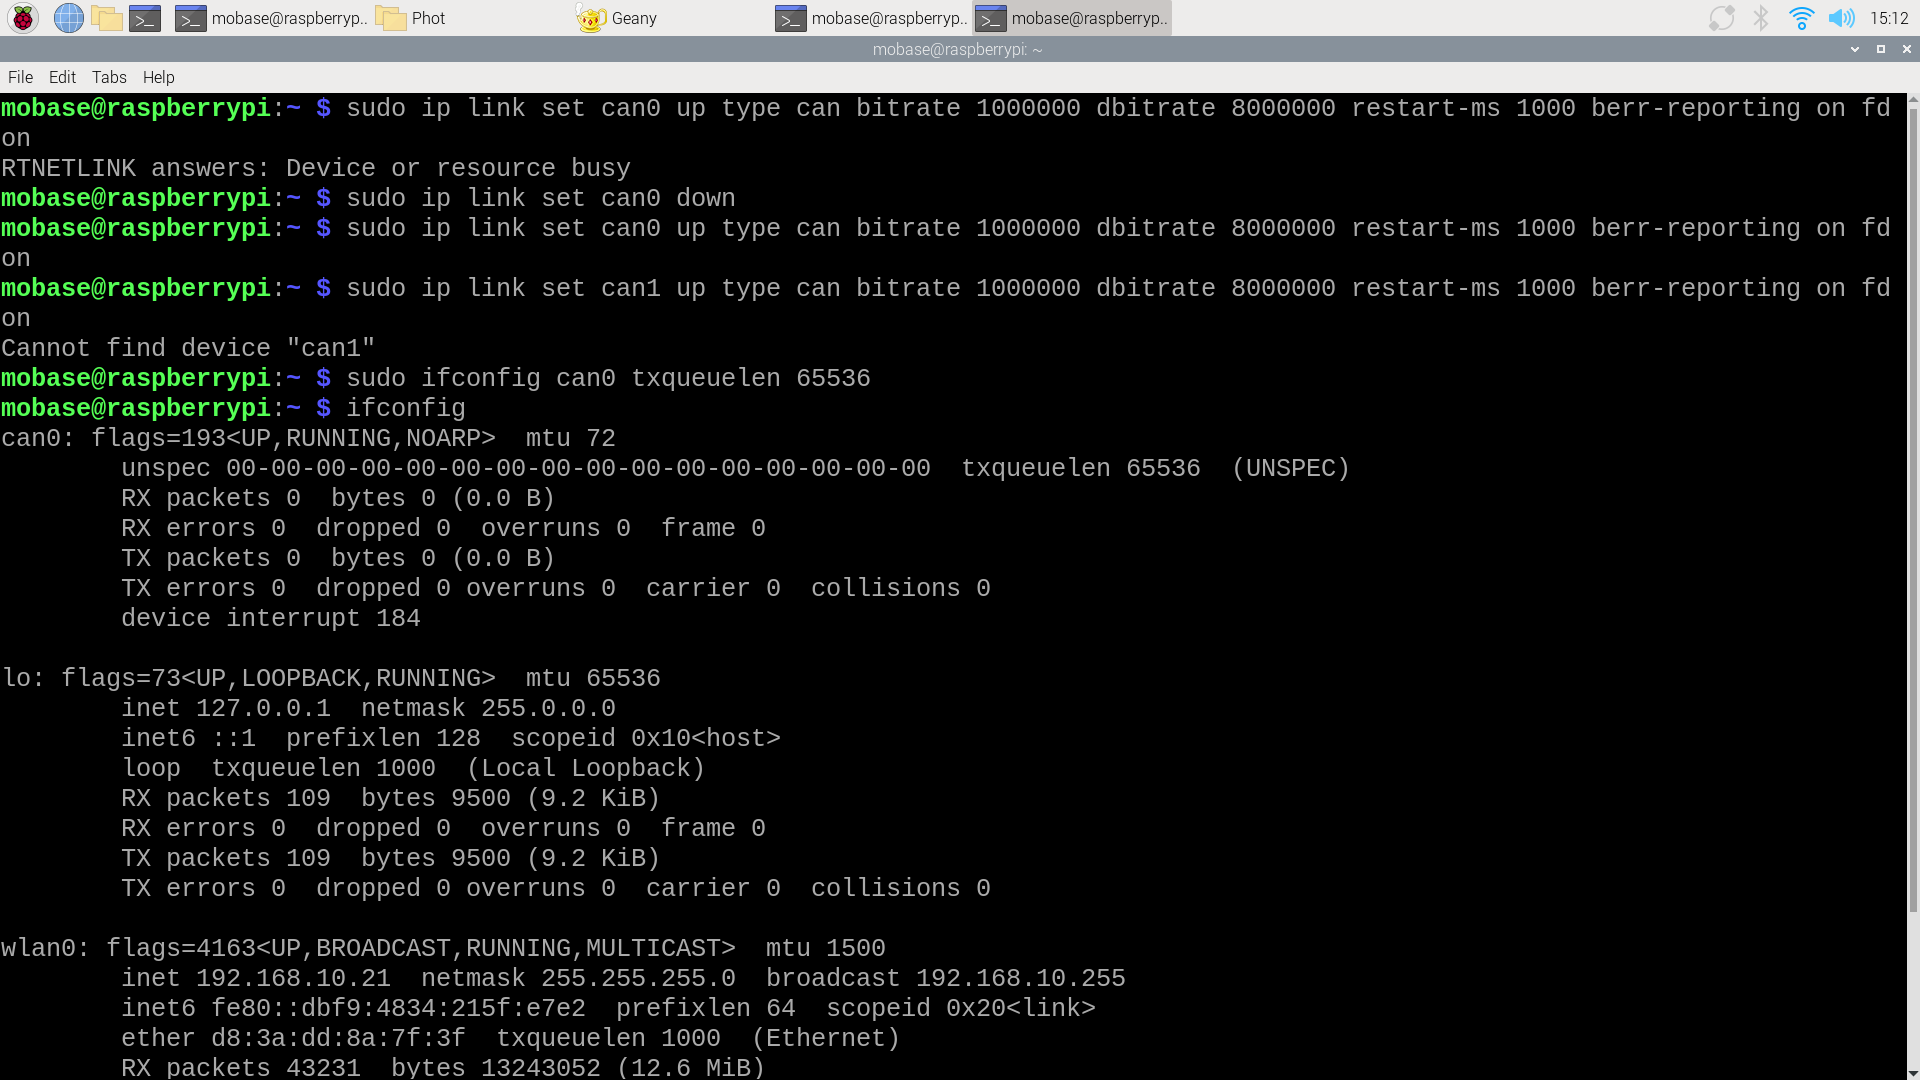 mobase@raspberryp..
Phot
Geany
mobase@raspberryp..
mobase@raspberryp..
15:12
mobase@raspberrypi: ~
File Edit Tabs Help
mobase@raspberrypi:~ $ sudo ip link set can0 up type can bitrate 1000000 dbitrate 8000000 restart-ms 1000 berr-reporting on fd
on
RTNETLINK answers: Device or resource busy
mobase@raspberrypi:~ $ sudo ip link set can0 down
mobase@raspberrypi:~ $ sudo ip link set can0 up type can bitrate 1000000 dbitrate 8000000 restart-ms 1000 berr-reporting on fd
on
mobase@raspberrypi:~ $ sudo ip link set can1 up type can bitrate 1000000 dbitrate 8000000 restart-ms 1000 berr-reporting on fd
on
Cannot find device "can1"
mobase@raspberrypi:~ $ sudo ifconfig can0 txqueuelen 65536
mobase@raspberrypi:~ $ ifconfig
can0: flags=193<UP,RUNNING,NOARP>  mtu 72
        unspec 00-00-00-00-00-00-00-00-00-00-00-00-00-00-00-00  txqueuelen 65536  (UNSPEC)
        RX packets 0  bytes 0 (0.0 B)
        RX errors 0  dropped 0  overruns 0  frame 0
        TX packets 0  bytes 0 (0.0 B)
        TX errors 0  dropped 0 overruns 0  carrier 0  collisions 0
        device interrupt 184
lo: flags=73<UP,LOOPBACK,RUNNING>  mtu 65536
        inet 127.0.0.1  netmask 255.0.0.0
        inet6 ::1  prefixlen 128  scopeid 0x10<host>
        loop  txqueuelen 1000  (Local Loopback)
        RX packets 109  bytes 9500 (9.2 KiB)
        RX errors 0  dropped 0  overruns 0  frame 0
        TX packets 109  bytes 9500 (9.2 KiB)
        TX errors 0  dropped 0 overruns 0  carrier 0  collisions 0
wlan0: flags=4163<UP,BROADCAST,RUNNING,MULTICAST>  mtu 1500
        inet 192.168.10.21  netmask 255.255.255.0  broadcast 192.168.10.255
        inet6 fe80::dbf9:4834:215f:e7e2  prefixlen 64  scopeid 0x20<link>
        ether d8:3a:dd:8a:7f:3f  txqueuelen 1000  (Ethernet)
        RX packets 43231  bytes 13243052 (12.6 MiB)